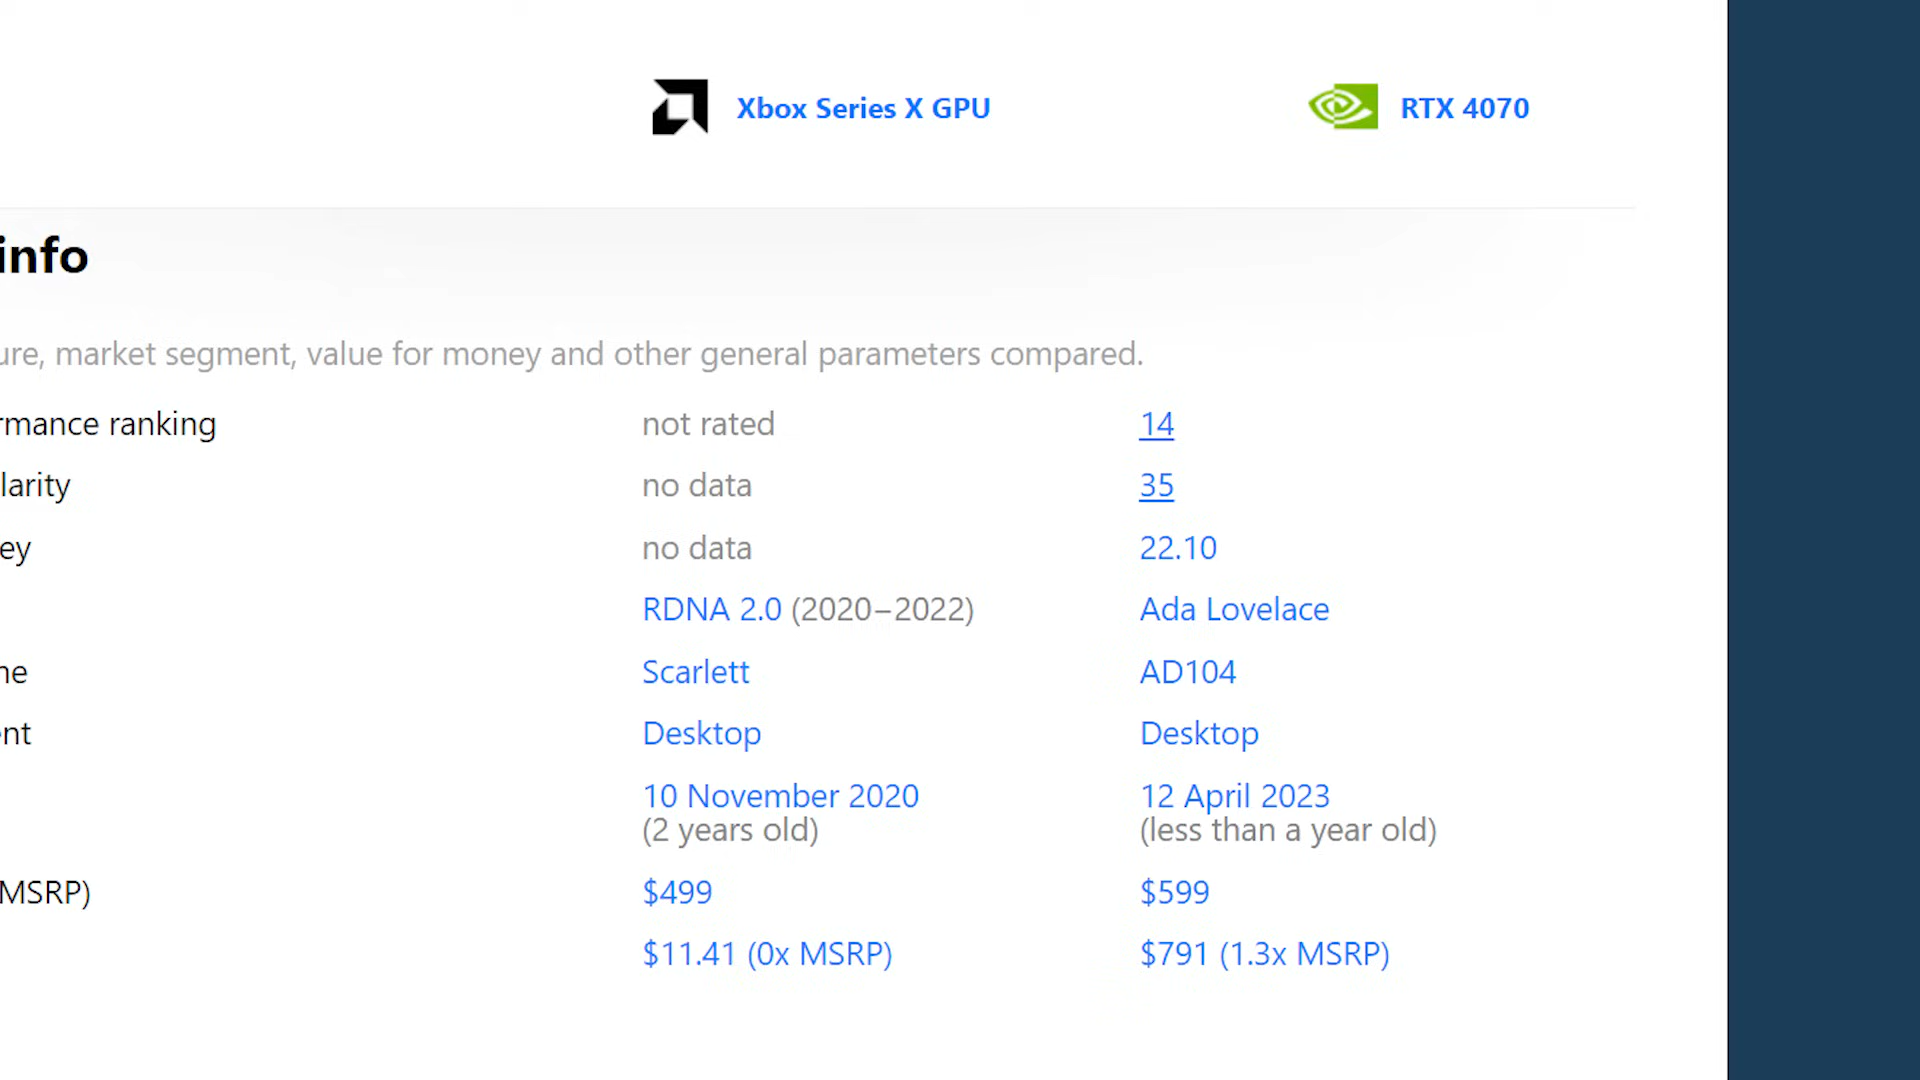 Xbox Series X GPU RTX 4070
info
ure, market segment, value for money and other general parameters compared.
rmance ranking not rated 14
larity no data 35
ey no data 22.10
RDNA 2.0 (2020–2022) Ada Lovelace
ne Scarlett AD104
ent Desktop Desktop
10 November 2020 12 April 2023
(2 years old) (less than a year old)
MSRP) $499 $599
$11.41 (0x MSRP) $791 (1.3x MSRP)